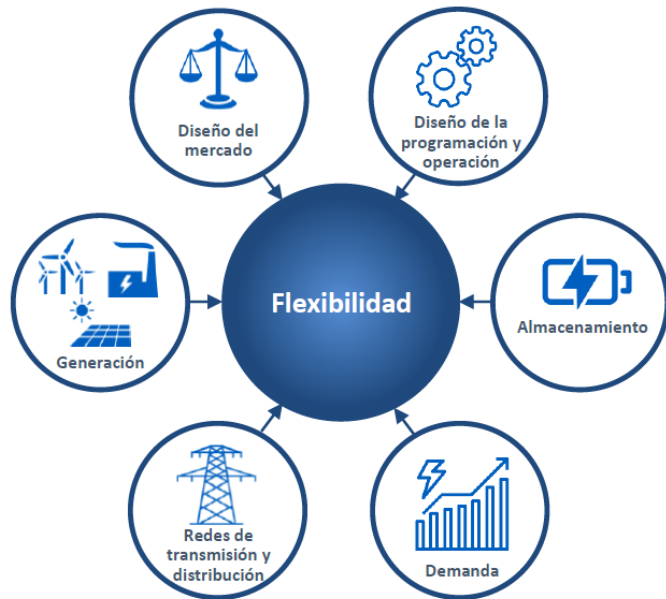 Diseño del
mercado
Diseño de la
programación y
operación
Generación
Flexibilidad
Almacenamiento
Redes de
transmisión y
distribución
Demanda